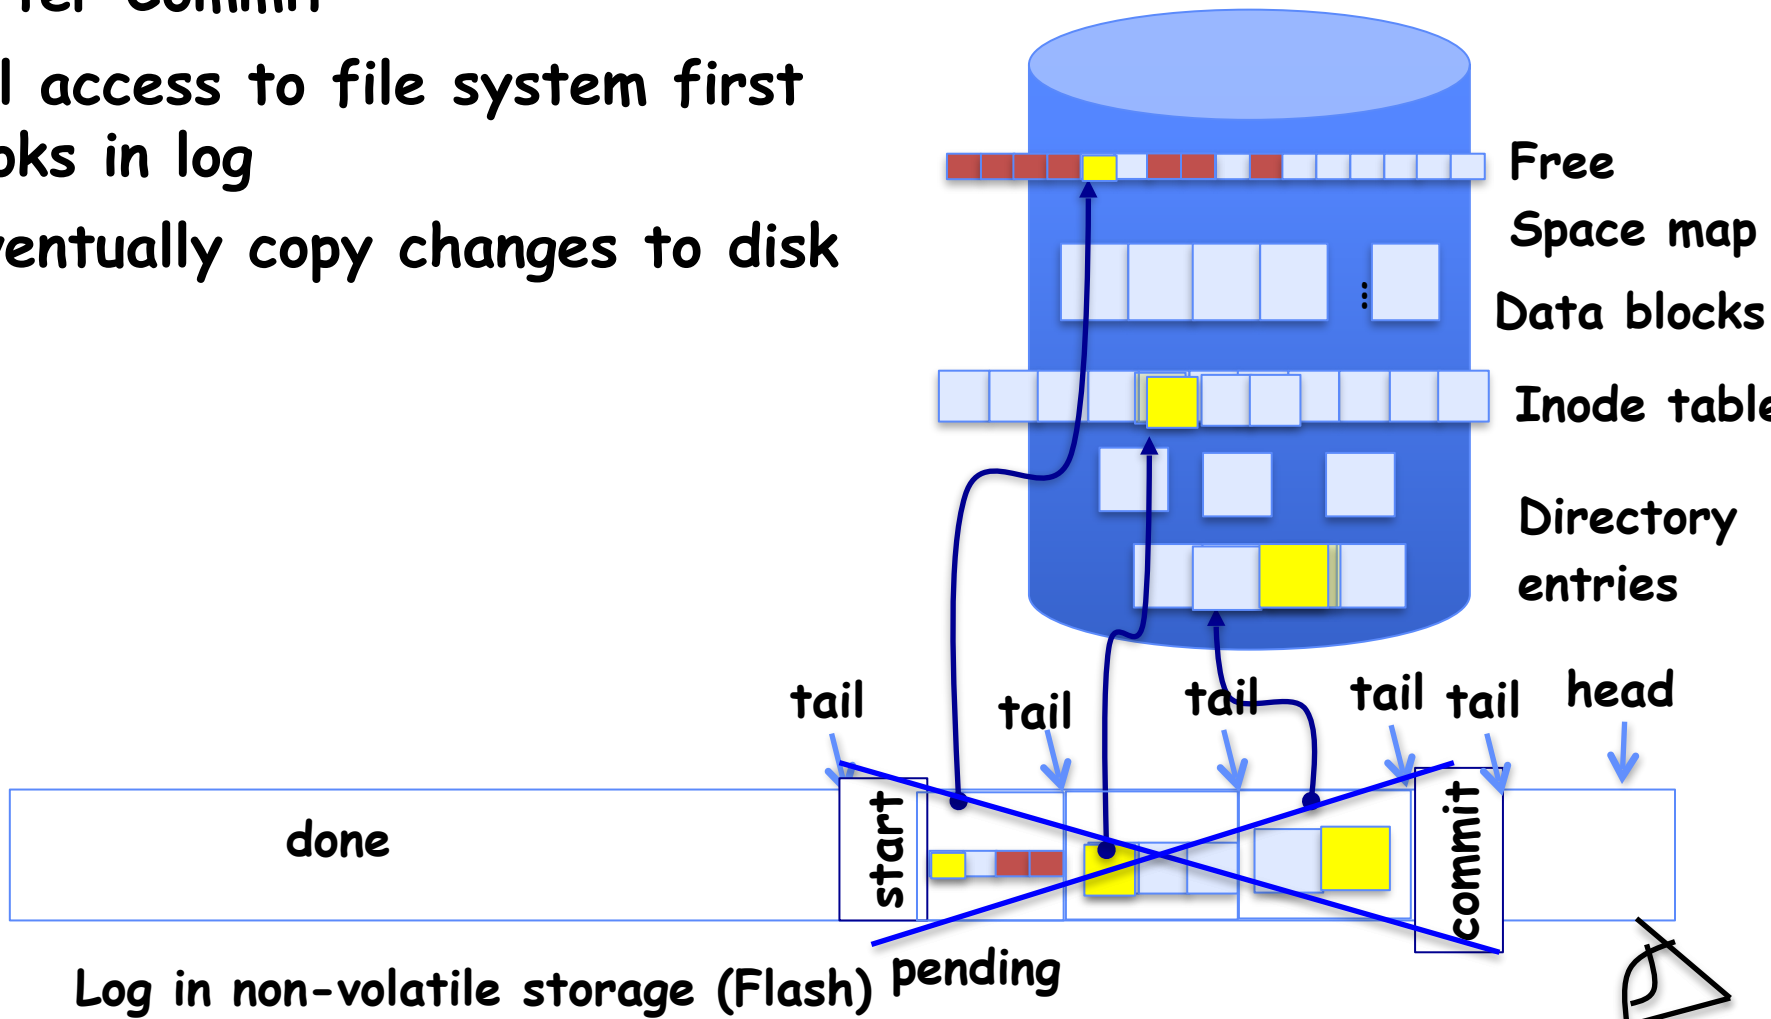 ter Commit
l access to file system first
oks in log
ventually copy changes to disk
Free
Space map
Data blocks
Inode table
Directory
entries
tail
tail
tail
tail
tail
head
done
start
commit
pending
Log in non-volatile storage (Flash)